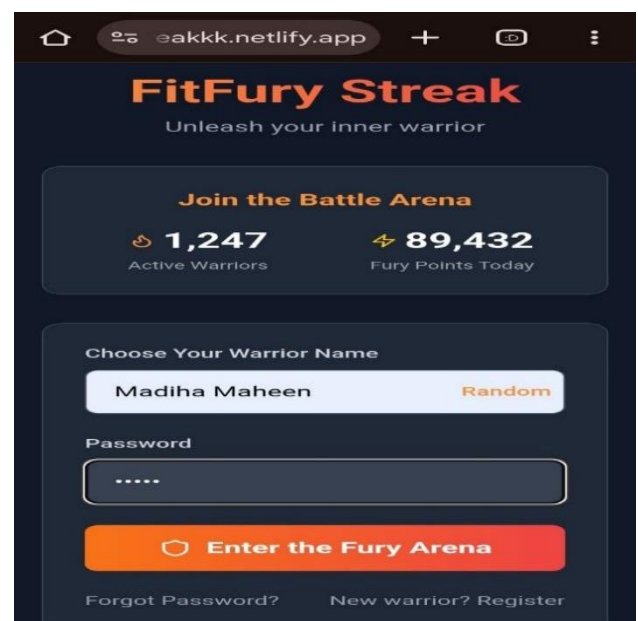 eakkk.netlify.app :D
FitFury Streak
Unleash your inner warrior
Join the Battle Arena
1,247 89,432
Active Warriors Fury Points Today
Choose Your Warrior Name
Madiha Maheen Random
Password
•••••
Enter the Fury Arena
Forgot Password? New warrior? Register